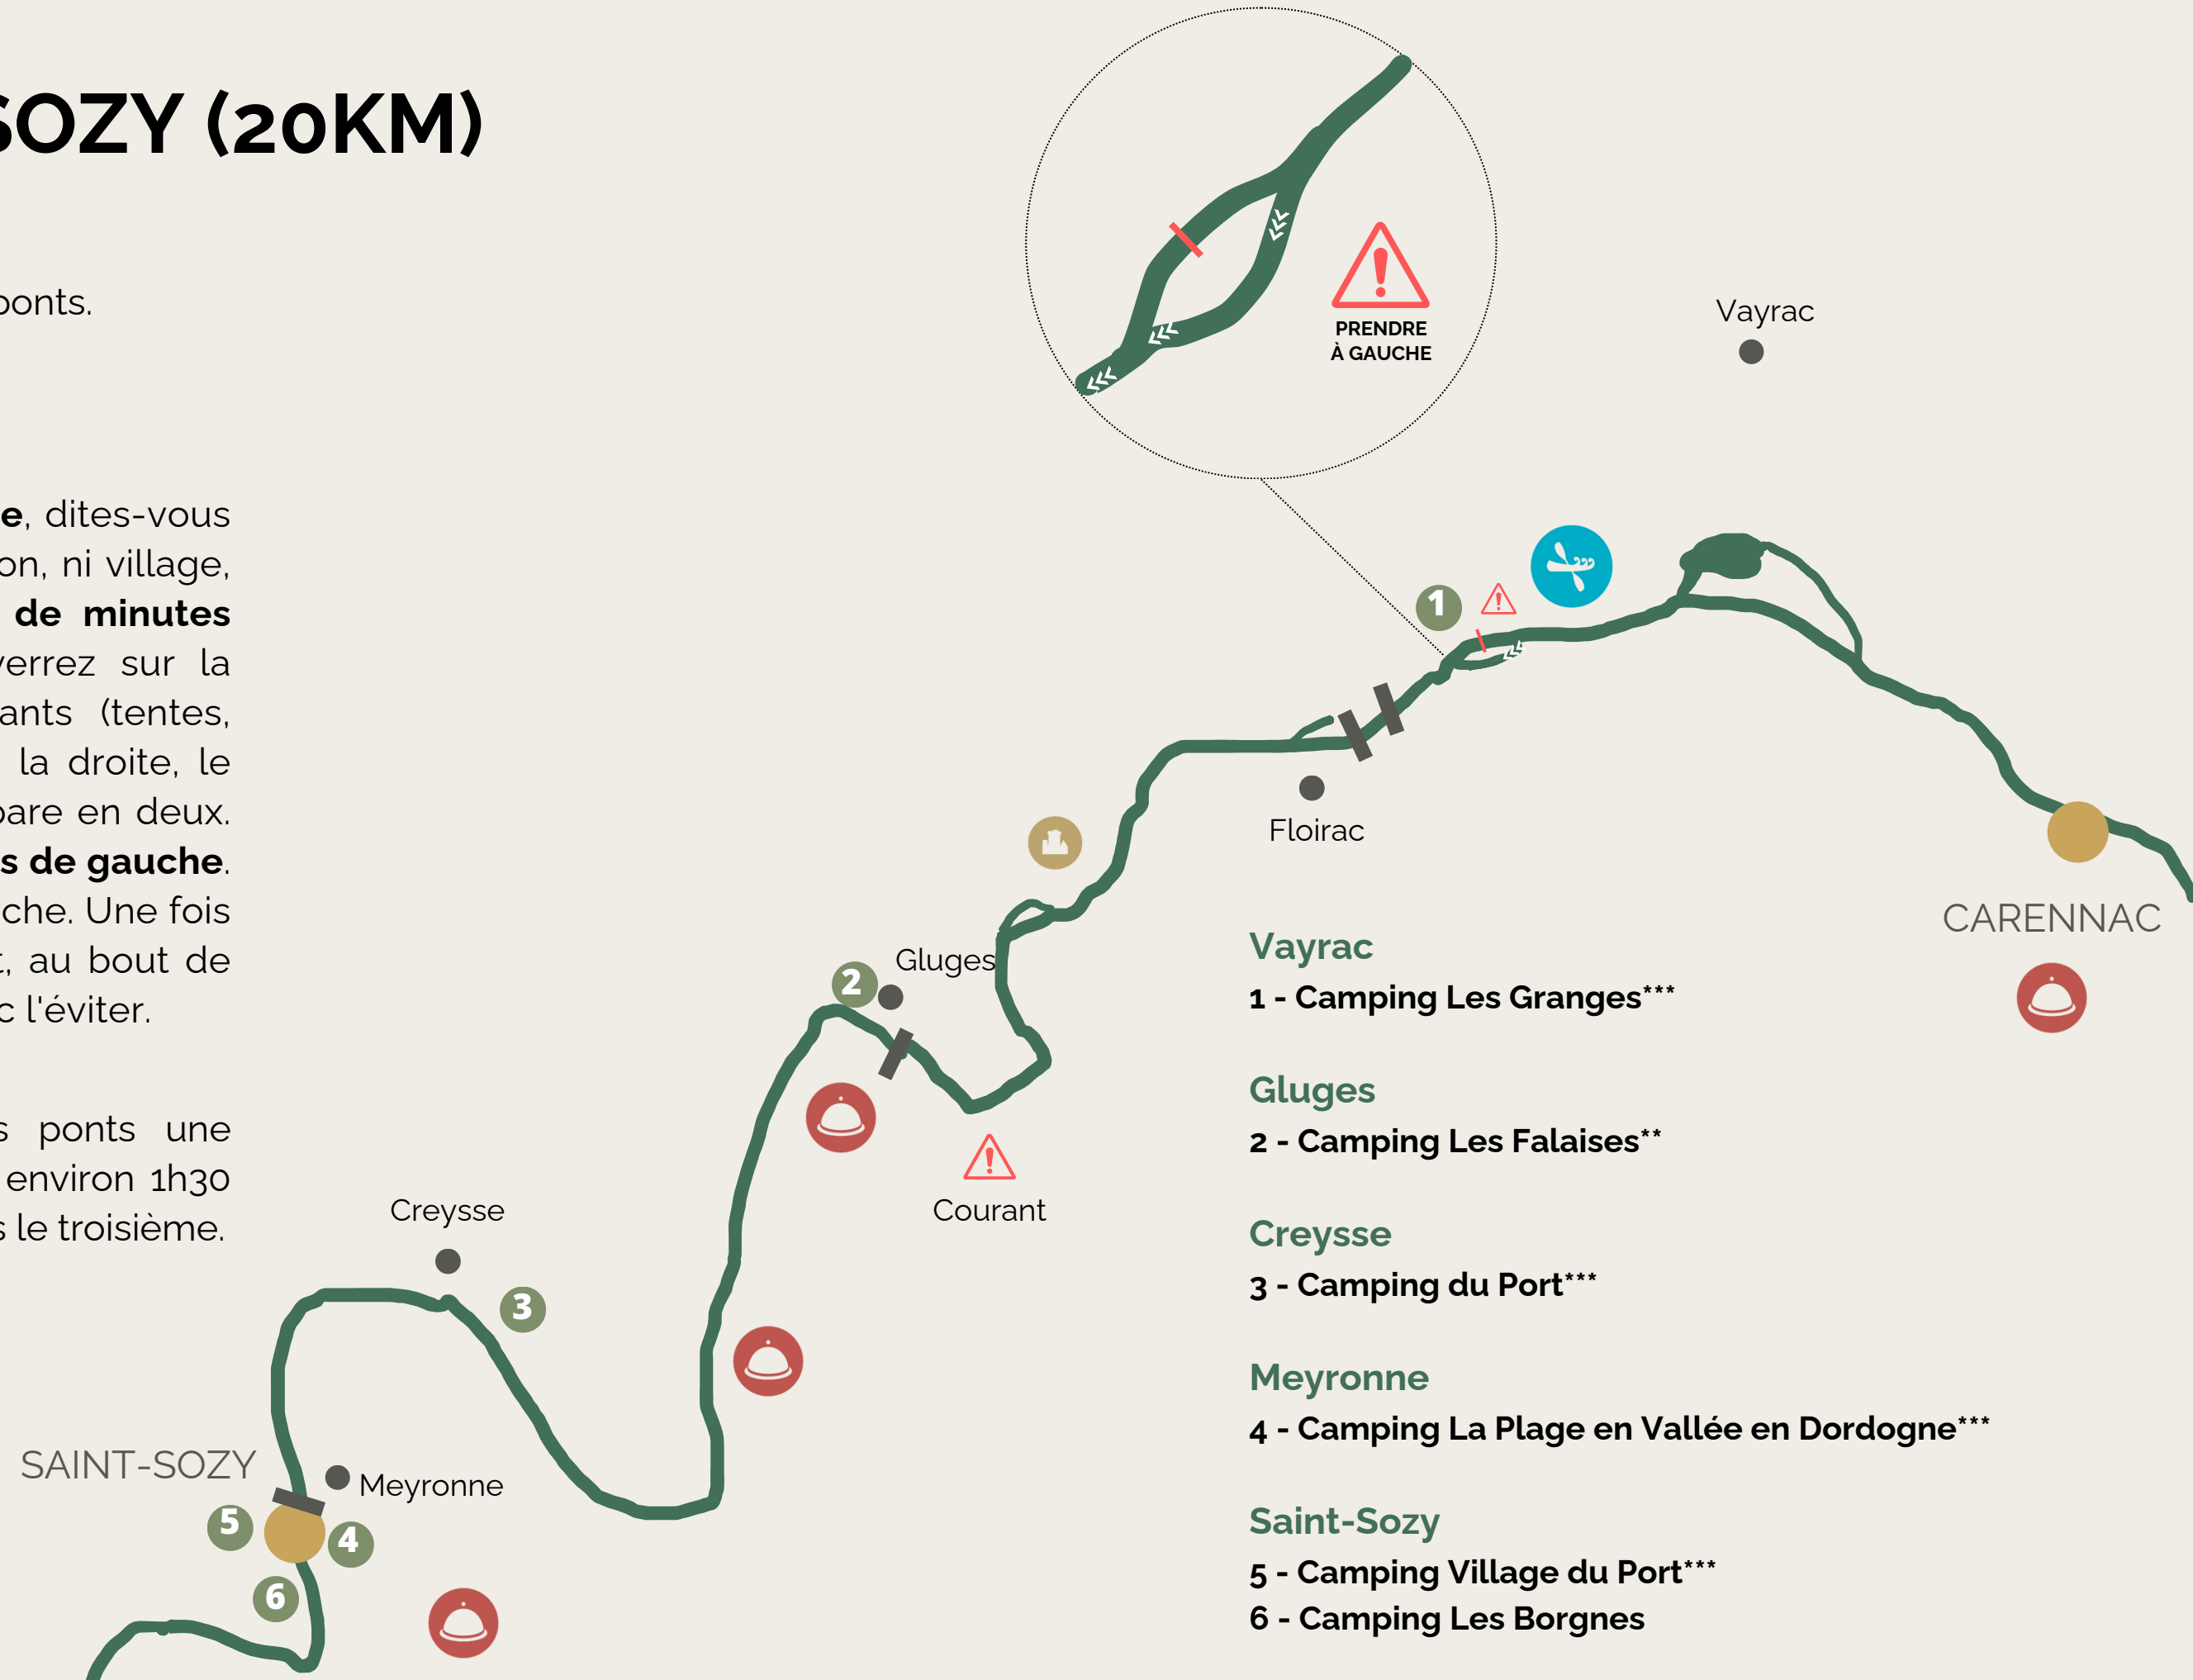 SOZY (20KM)
ponts.
e, dites-vous
on, ni village,
de minutes
verrez sur la
ants (tentes,
la droite, le
pare en deux.
s de gauche.
che. Une fois
t, au bout de
c l'éviter.
s ponts une
environ 1h30
s le troisième.
PRENDRE
À GAUCHE
Vayrac
1
Floirac
CARENNAC
Gluges
2
Courant
Creysse
3
SAINT-SOZY
Meyronne
5
4
6
Vayrac
1 - Camping Les Granges***
Gluges
2 - Camping Les Falaises**
Creysse
3 - Camping du Port***
Meyronne
4 - Camping La Plage en Vallée en Dordogne***
Saint-Sozy
5 - Camping Village du Port***
6 - Camping Les Borgnes